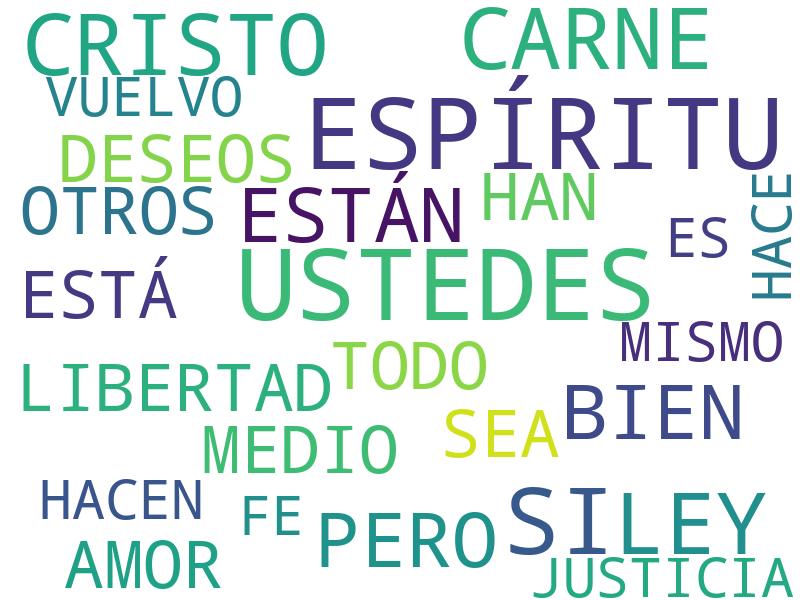 CRISTO CARNE
VUELVO
ESPÍRITU
DESEOS
OTROS ESTÁN HAN HACE
ES
USTEDES
ESTÁ
MISMO
TODO
LIBERTAD
BIEN
SEA
MEDIO
HACEN
FE PERO SI LEY
AMOR
JUSTICIA